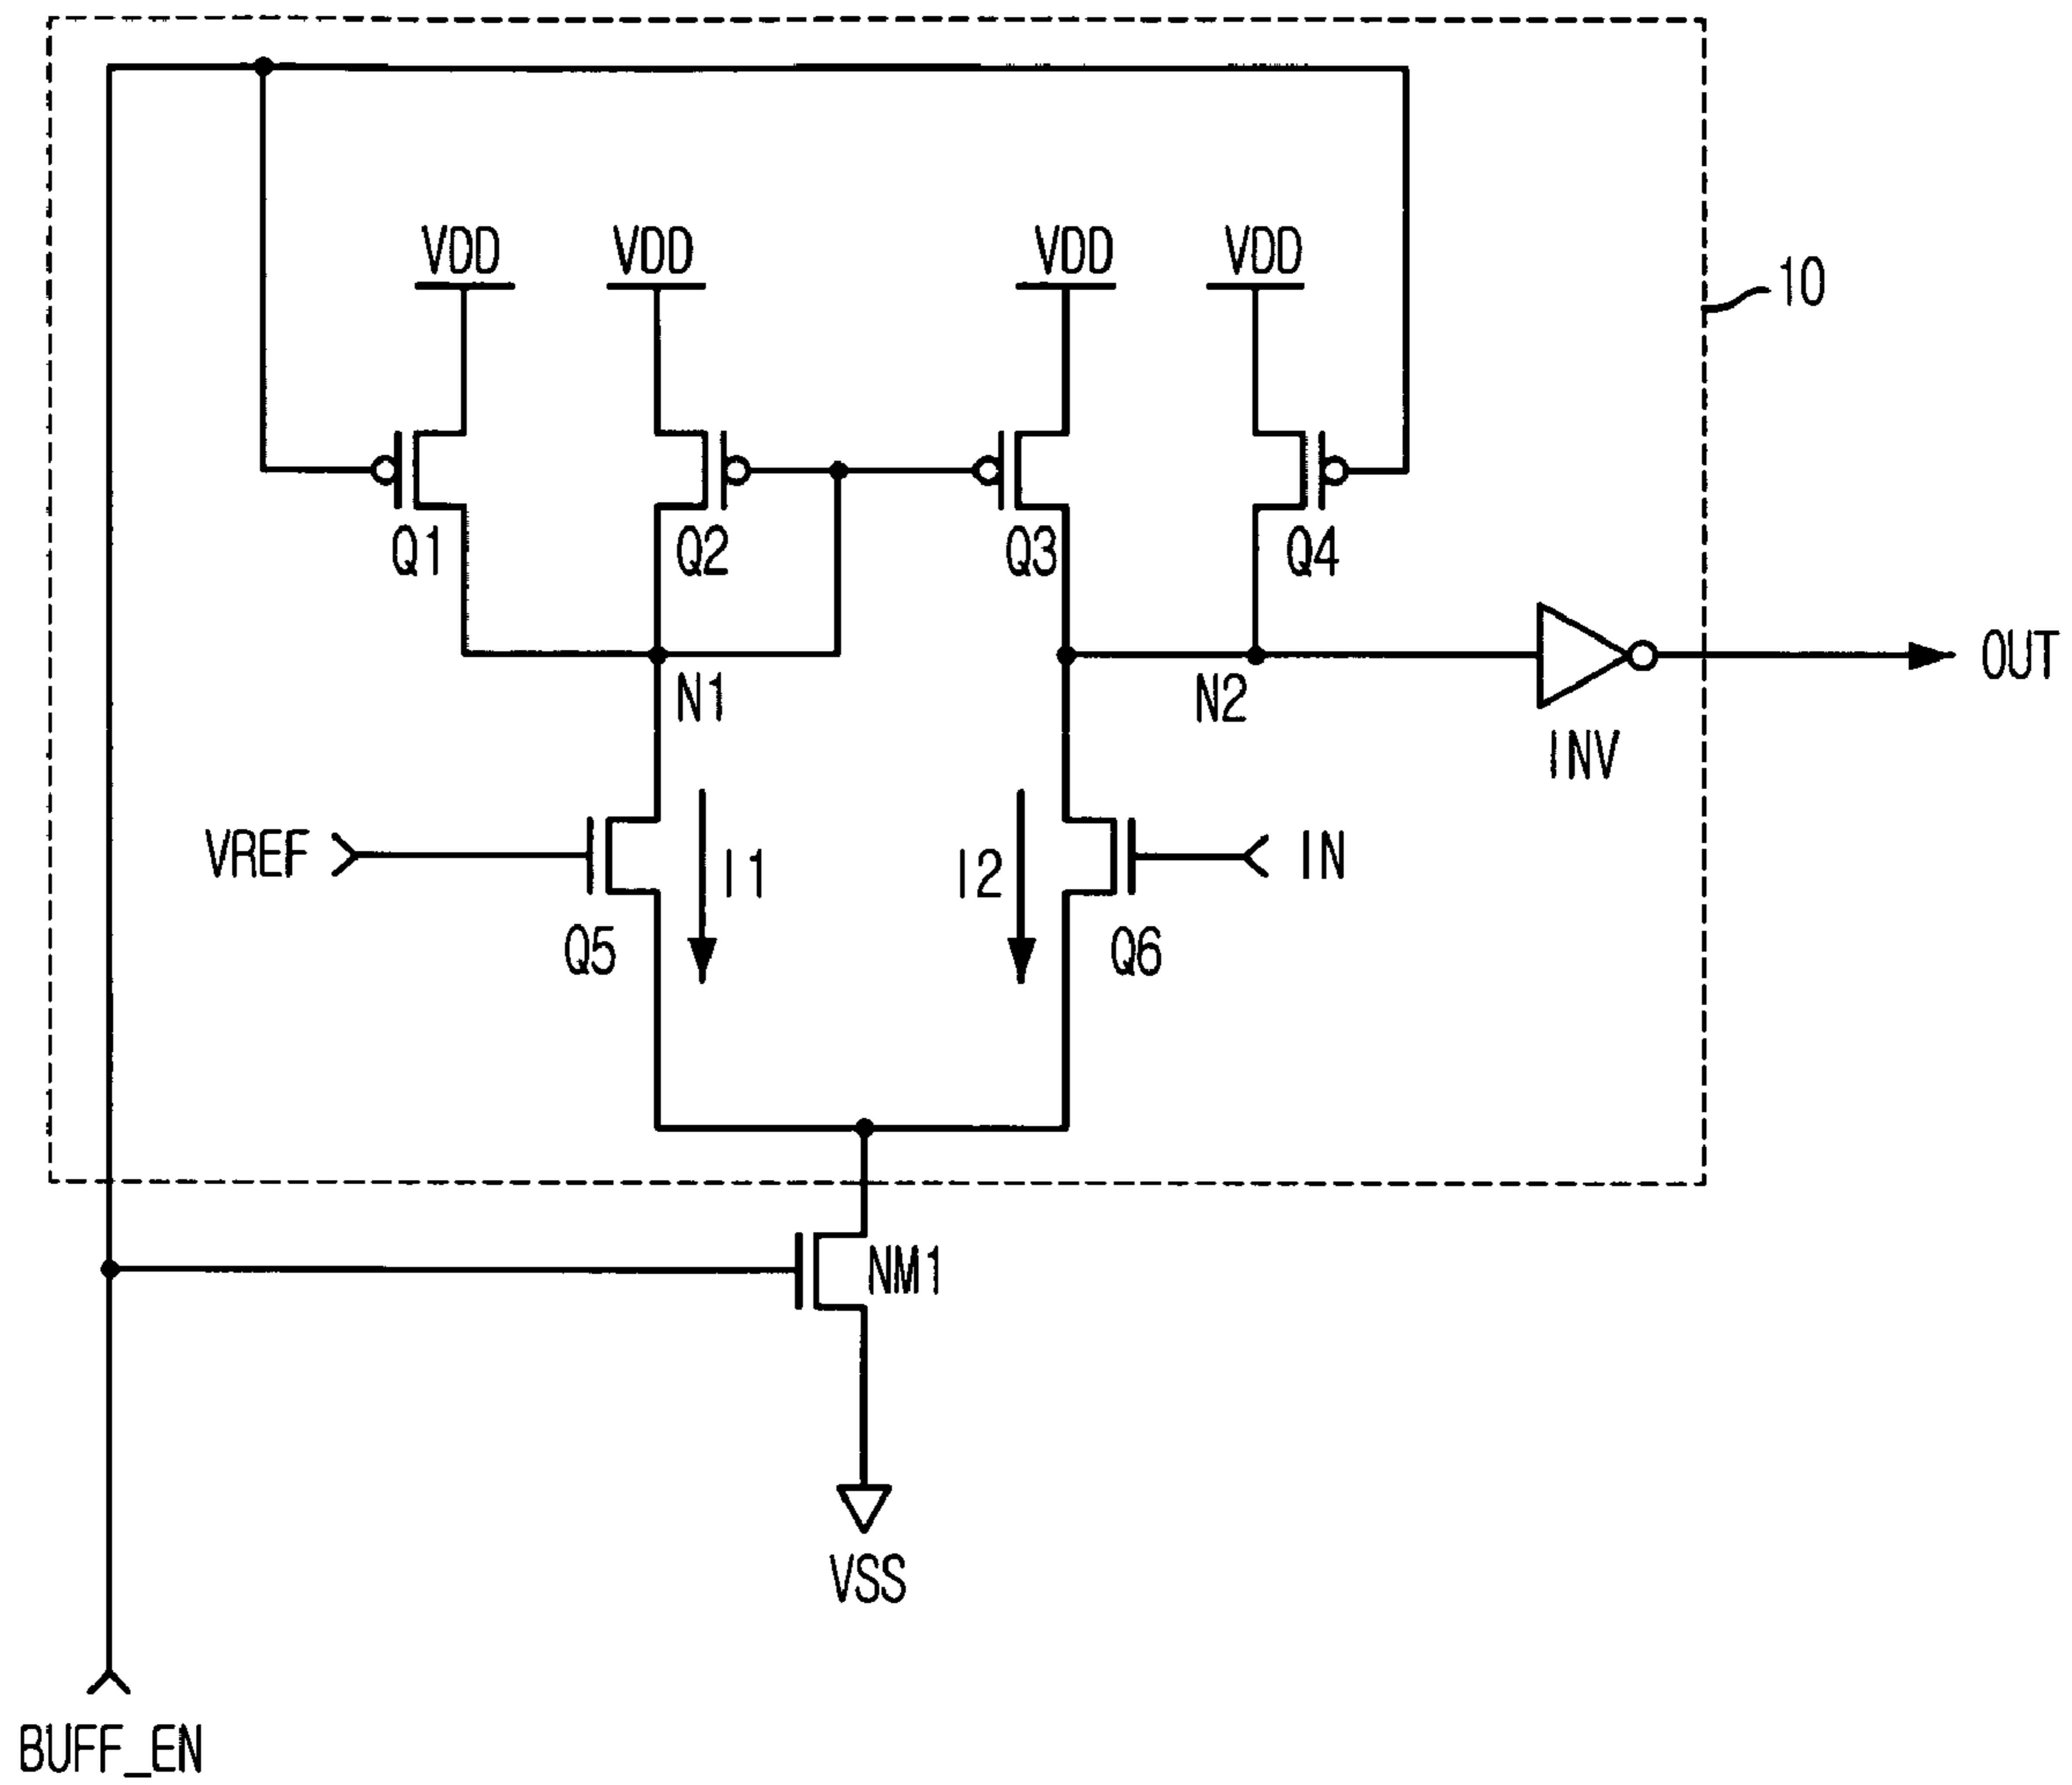 VDD
VDD
VDD
VDD
10
Q1
Q2
Q3
Q4
OUT
N1
N2
INV
VREF
I1
I2
IN
Q5
Q6
NM1
VSS
BUFF_EN